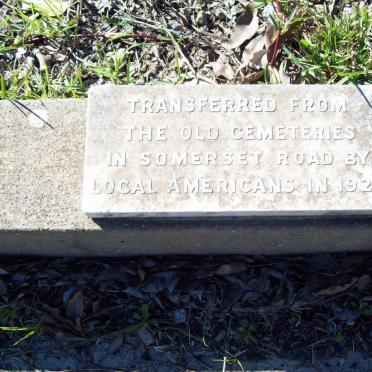 TRANSFERRED FROM
THE OLD CEMETERIES
IN SOMERSET ROAD BY
LOCAL AMERICANS IN 192